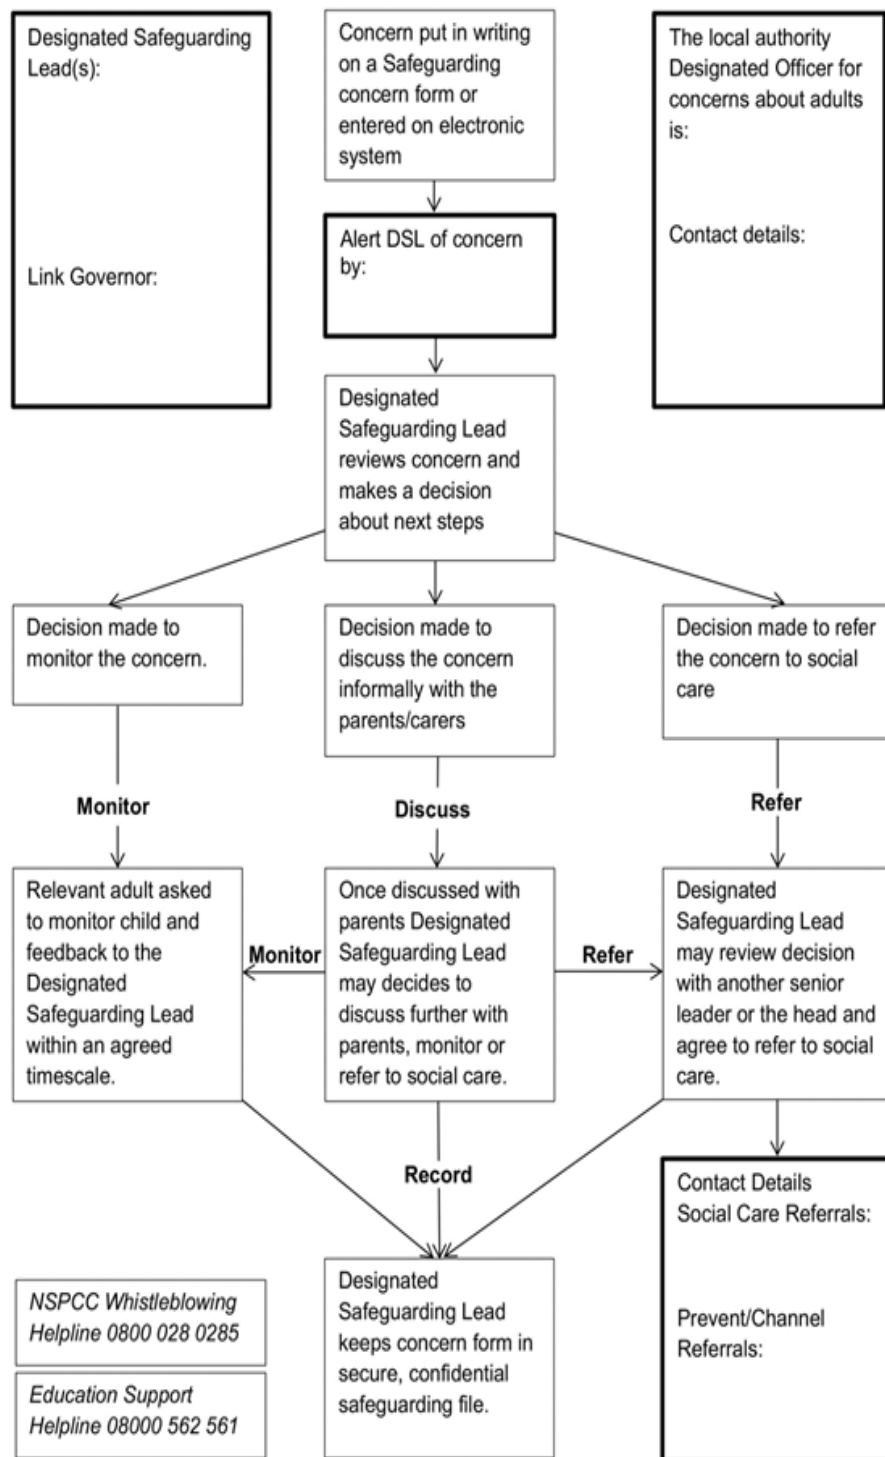 Designated Safeguarding
Lead(s):
Link Governor:
Concern put in writing
on a Safeguarding
concern form or
entered on electronic
system
The local authority
Designated Officer for
concerns about adults
is:
Contact details:
Alert DSL of concern
by:
Designated
Safeguarding Lead
reviews concern and
makes a decision
about next steps
Decision made to
monitor the concern.
Decision made to
discuss the concern
informally with the
parents/carers
Decision made to refer
the concern to social
care
Monitor
Discuss
Refer
Relevant adult asked
to monitor child and
feedback to the
Designated
Safeguarding Lead
within an agreed
timescale.
Monitor
Once discussed with
parents Designated
Safeguarding Lead
may decides to
discuss further with
parents, monitor or
refer to social care.
Refer
Designated
Safeguarding Lead
may review decision
with another senior
leader or the head and
agree to refer to social
care.
Record
Contact Details
Social Care Referrals:
Prevent/Channel
Referrals:
Designated
Safeguarding Lead
keeps concern form in
secure, confidential
safeguarding file.
NSPCC Whistleblowing
Helpline 0800 028 0285
Education Support
Helpline 08000 562 561